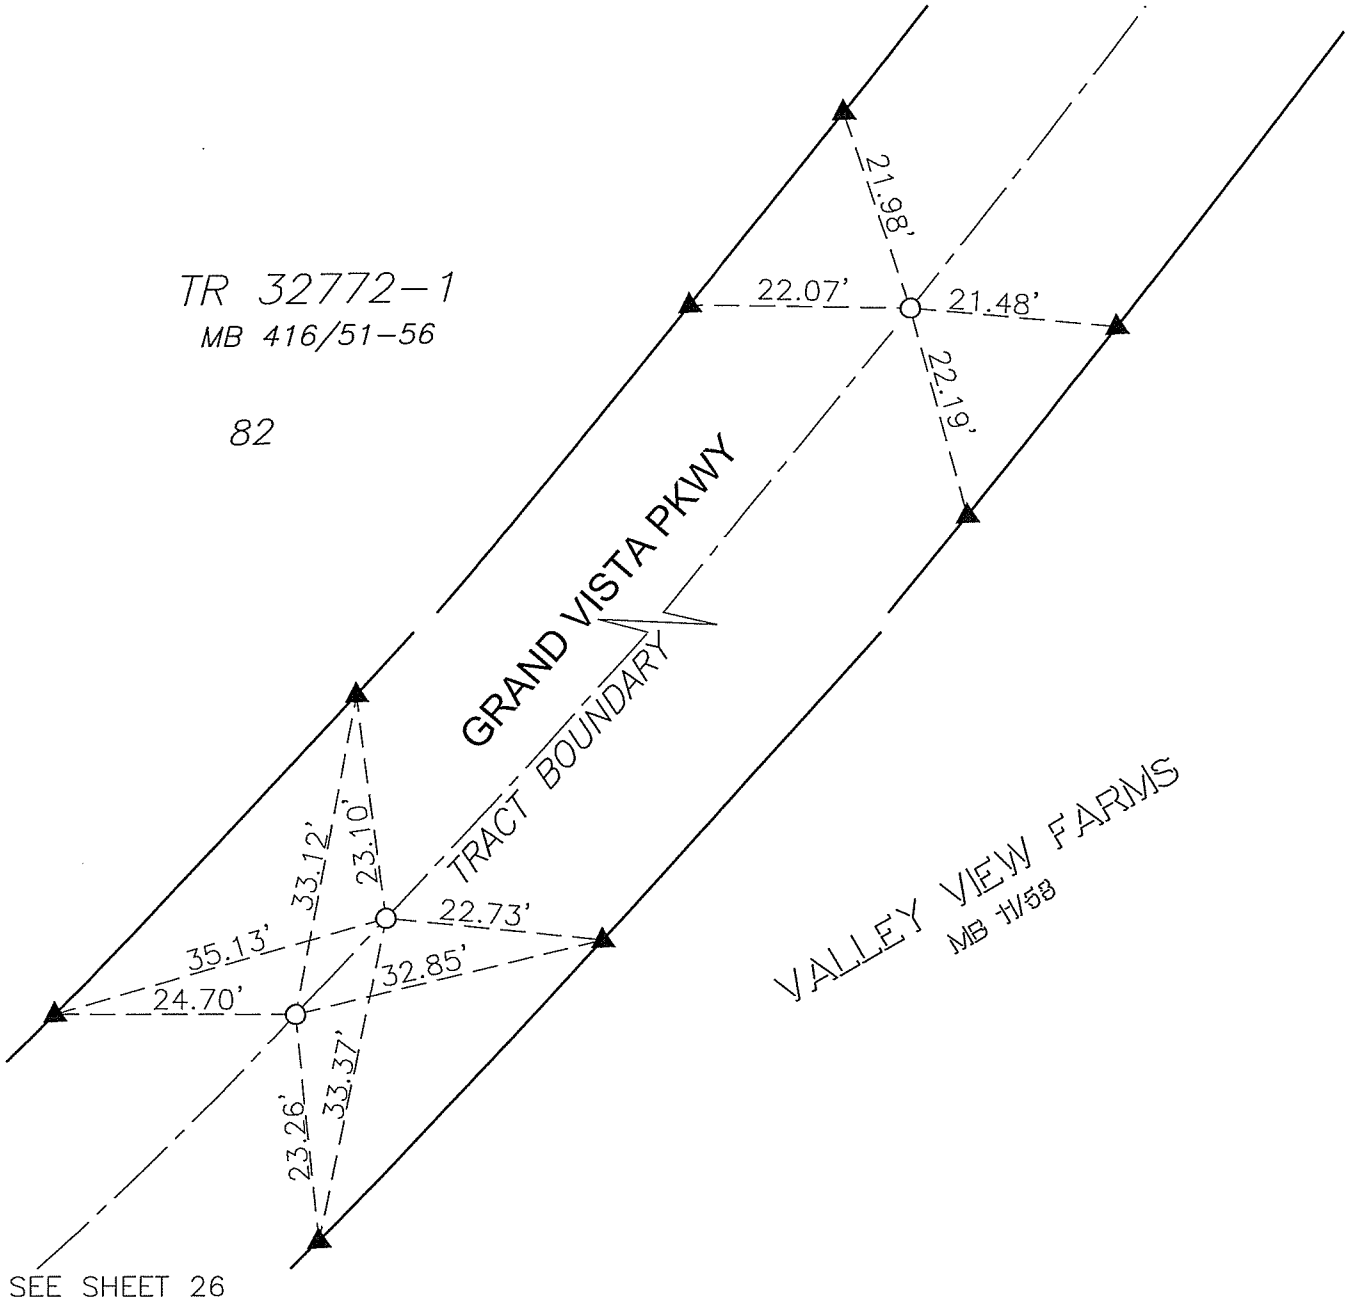 21.98'
TR 32772-1
MB 416/51-56
22.07'
21.48'
22.19'
82
GRAND VISTA PKWY
TRACT BOUNDARY
33.12'
23.10'
VALLEY VIEW FARMS
MB 11/58
22.73'
35.13'
32.85'
24.70'
33.37'
23.26'
SEE SHEET 26